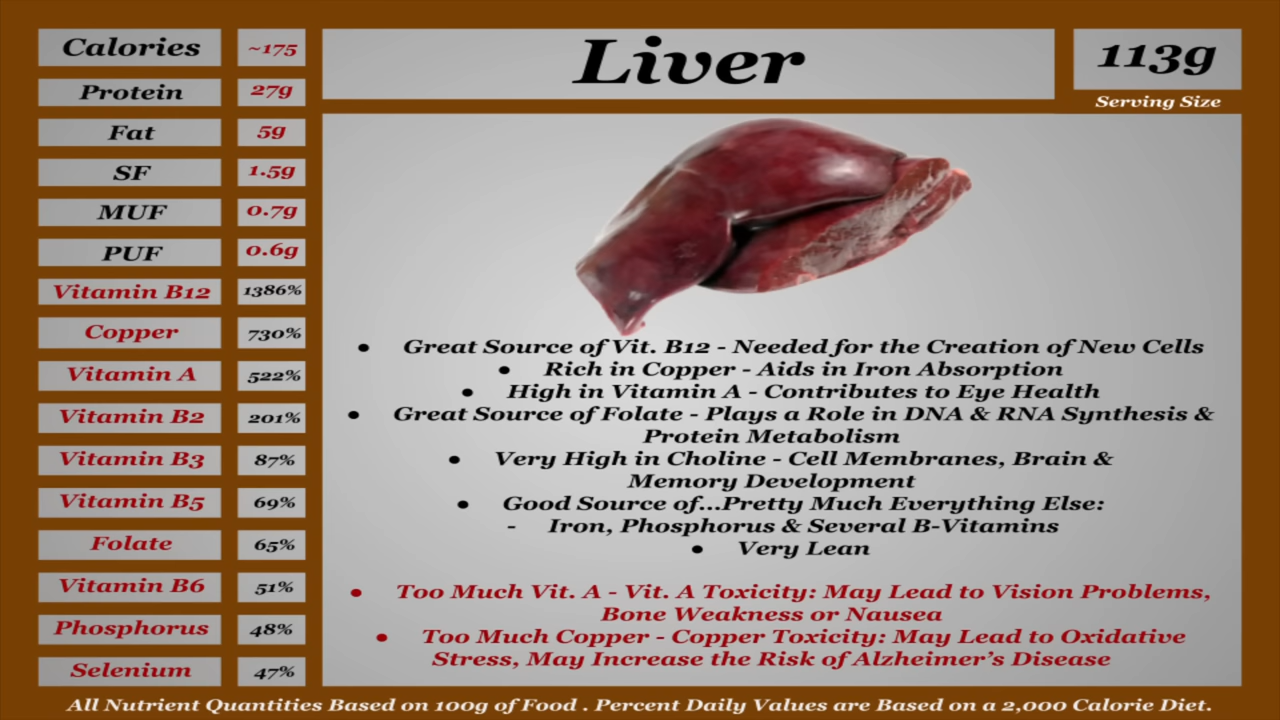 Calories ~175
Protein 27g
Fat 5g
SF 1.5g
MUF 0.7g
PUF 0.6g
Vitamin B12 1386%
Copper 730%
Vitamin A 522%
Vitamin B2 201%
Vitamin B3 87%
Vitamin B5 69%
Folate 65%
Vitamin B6 51%
Phosphorus 48%
Selenium 47%
Liver
113g
Serving Size
● Great Source of Vit. B12 - Needed for the Creation of New Cells
● Rich in Copper - Aids in Iron Absorption
● High in Vitamin A - Contributes to Eye Health
● Great Source of Folate - Plays a Role in DNA & RNA Synthesis &
Protein Metabolism
● Very High in Choline - Cell Membranes, Brain &
Memory Development
● Good Source of...Pretty Much Everything Else:
- Iron, Phosphorus & Several B-Vitamins
● Very Lean
● Too Much Vit. A - Vit. A Toxicity: May Lead to Vision Problems,
Bone Weakness or Nausea
● Too Much Copper - Copper Toxicity: May Lead to Oxidative
Stress, May Increase the Risk of Alzheimer's Disease
All Nutrient Quantities Based on 100g of Food . Percent Daily Values are Based on a 2,000 Calorie Diet.